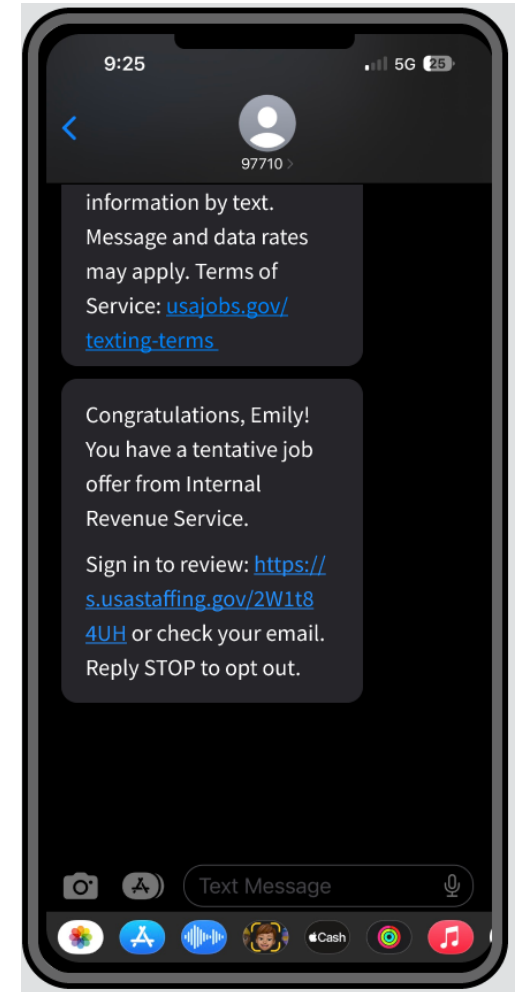 9:25
5G 25
97710 >
information by text.
Message and data rates
may apply. Terms of
Service: usajobs.gov/
texting-terms
Congratulations, Emily!
You have a tentative job
offer from Internal
Revenue Service.
Sign in to review: https://
s.usastaffing.gov/2W1t8
4UH or check your email.
Reply STOP to opt out.
Text Message
Cash